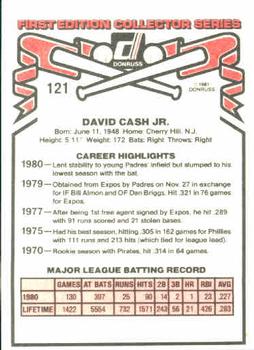 FIRST EDITION COLLECTOR SERIES
DONRUSS
© 1981
DONRUSS
121
DAVID CASH JR.
Born: June 11, 1948 Home: Cherry Hill, N.J.
Height: 5 11" Weight: 172 Bats: Right Throws: Right
CAREER HIGHLIGHTS
1980— Lent stability to young Padres' infield but slumped to his
lowest season with the bat.
1979— Obtained from Expos by Padres on Nov. 27 in exchange
for IF Bill Almon and OF Dan Briggs. Hit .321 in 76 games
for Expos.
1977— After being 1st free agent signed by Expos, he hit .289
with 91 runs scored and 21 stolen bases.
1975— Had his best season, hitting .305 in 162 games for Phillies
with 111 runs and 213 hits (which tied for league lead).
1970— Rookie season with Pirates, hit .314 in 64 games.
MAJOR LEAGUE BATTING RECORD
GAMES AT BATS RUNS HITS 2B 3B HR RBI AVG
1980 130 397 25 90 14 2 1 23 .227
LIFETIME 1422 5554 732 1571 243 56 21 426 .283